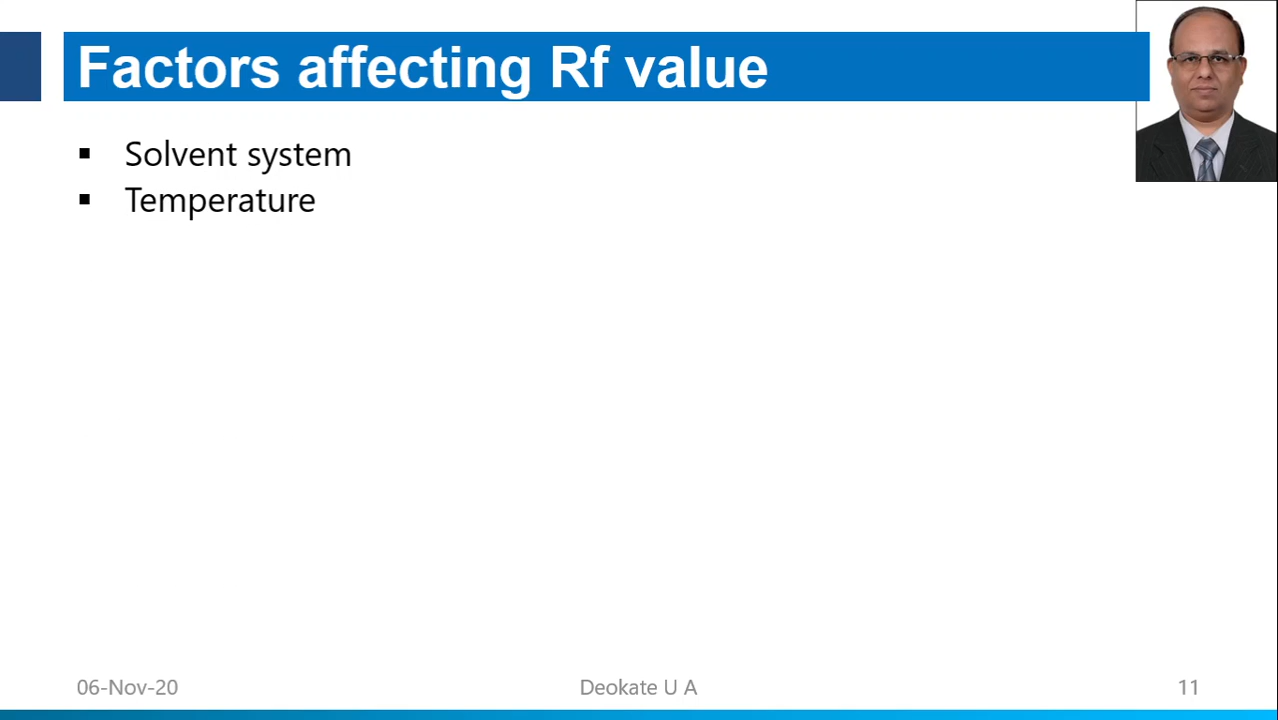 Factors affecting Rf value
▪ Solvent system
▪ Temperature
06-Nov-20
Deokate U A
11